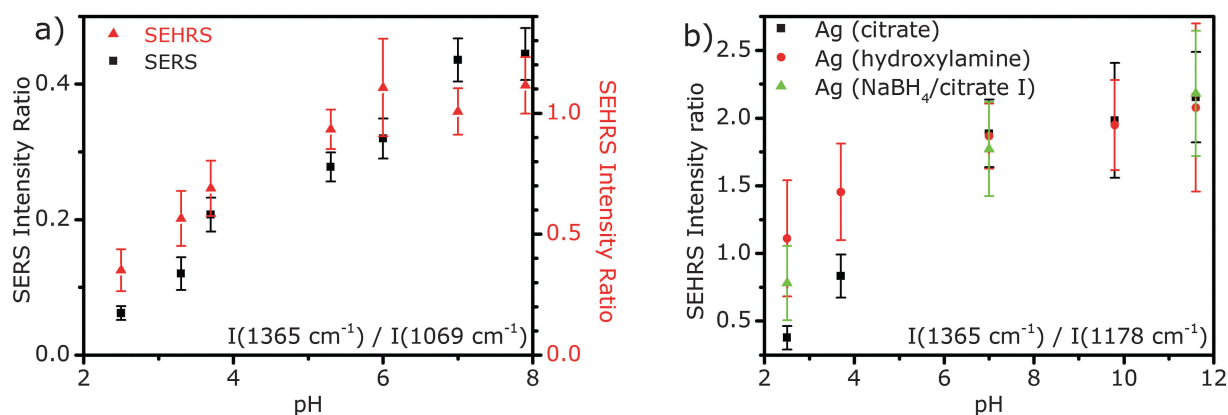 a)
SEHRS
SERS
SERS Intensity Ratio
0.4
0.2
0.0
1.0
0.5
0.0
SEHRS Intensity Ratio
I(1365 cm⁻¹) / I(1069 cm⁻¹)
2 4 6 8
pH
b)
Ag (citrate)
Ag (hydroxylamine)
Ag (NaBH₄/citrate I)
SEHRS Intensity ratio
2.5
2.0
1.5
1.0
0.5
I(1365 cm⁻¹) / I(1178 cm⁻¹)
2 4 6 8 10 12
pH